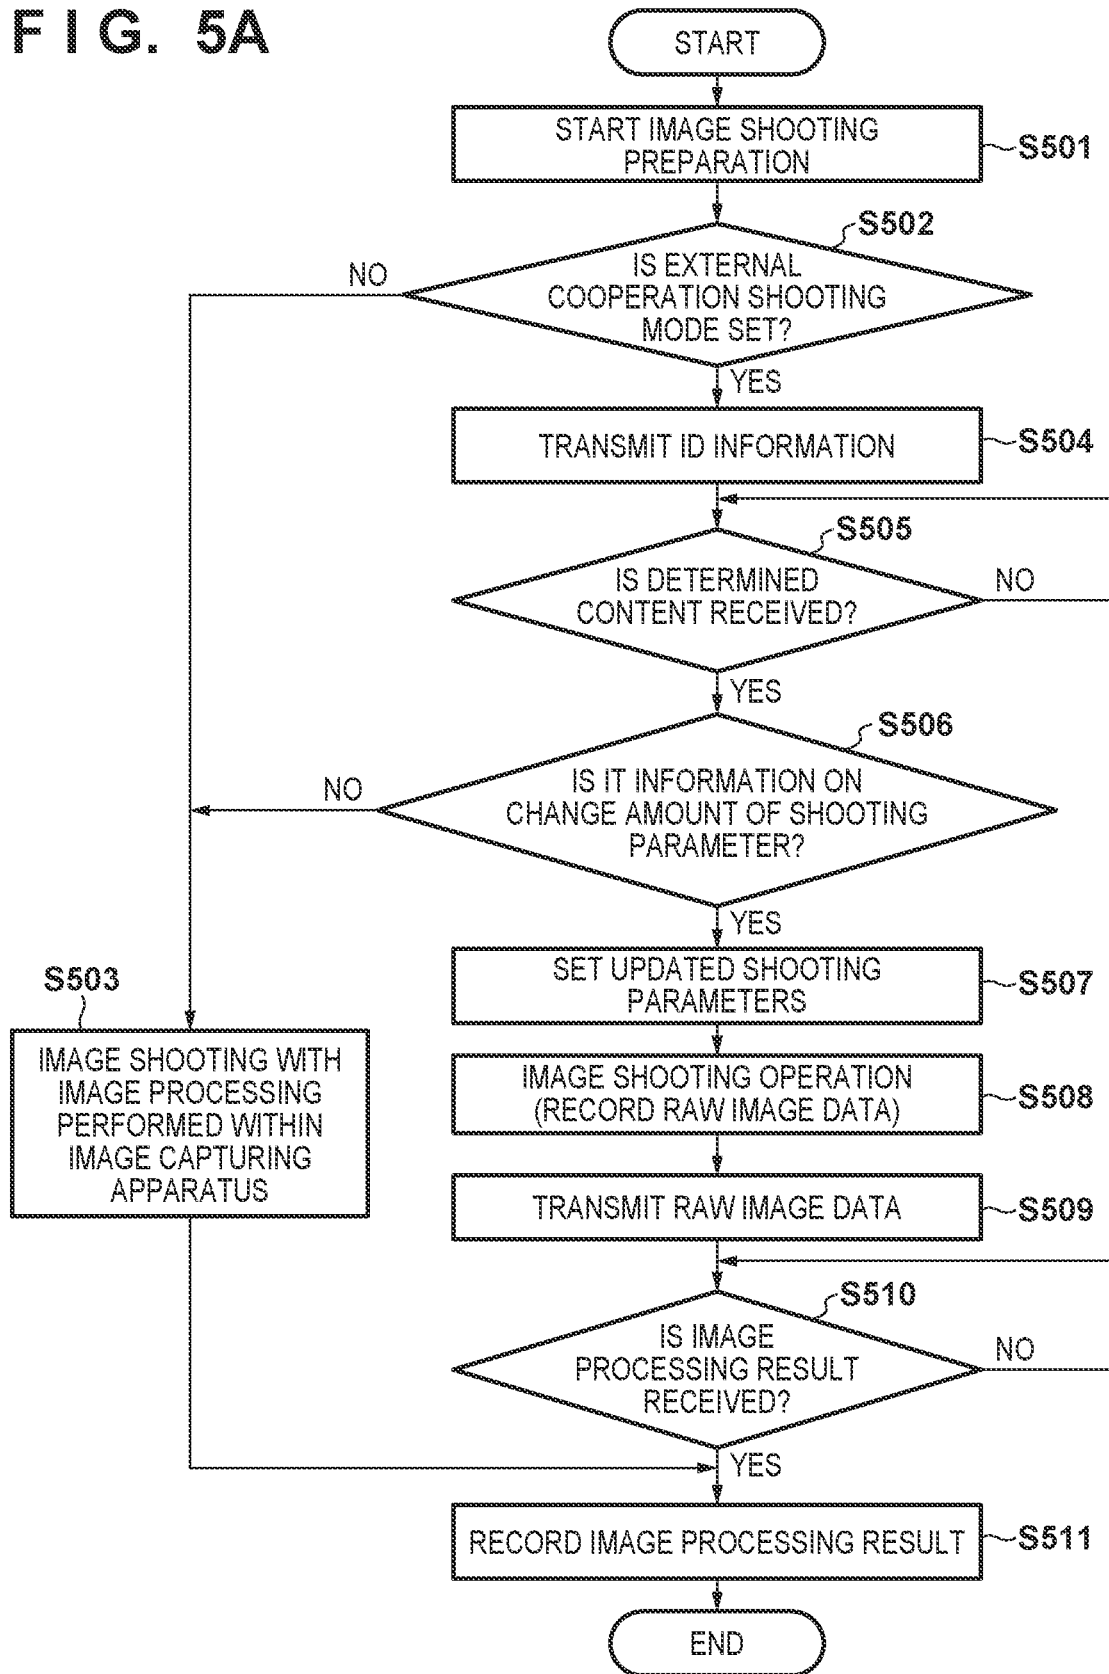 FIG. 5A
START
START IMAGE SHOOTING
PREPARATION
S501
S502
IS EXTERNAL
COOPERATION SHOOTING
MODE SET?
NO
YES
TRANSMIT ID INFORMATION
S504
S505
IS DETERMINED
CONTENT RECEIVED?
NO
YES
S506
IS IT INFORMATION ON
CHANGE AMOUNT OF SHOOTING
PARAMETER?
NO
YES
SET UPDATED SHOOTING
PARAMETERS
S507
S503
IMAGE SHOOTING WITH
IMAGE PROCESSING
PERFORMED WITHIN
IMAGE CAPTURING
APPARATUS
IMAGE SHOOTING OPERATION
(RECORD RAW IMAGE DATA)
S508
TRANSMIT RAW IMAGE DATA
S509
S510
IS IMAGE
PROCESSING RESULT
RECEIVED?
NO
YES
RECORD IMAGE PROCESSING RESULT
S511
END